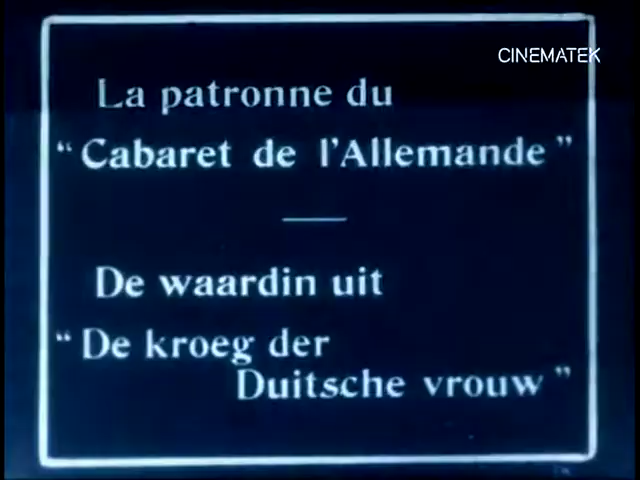 CINEMATEK
La patronne du
“Cabaret de l'Allemande”
De waardin uit
“De kroeg der
Duitsche vrouw”